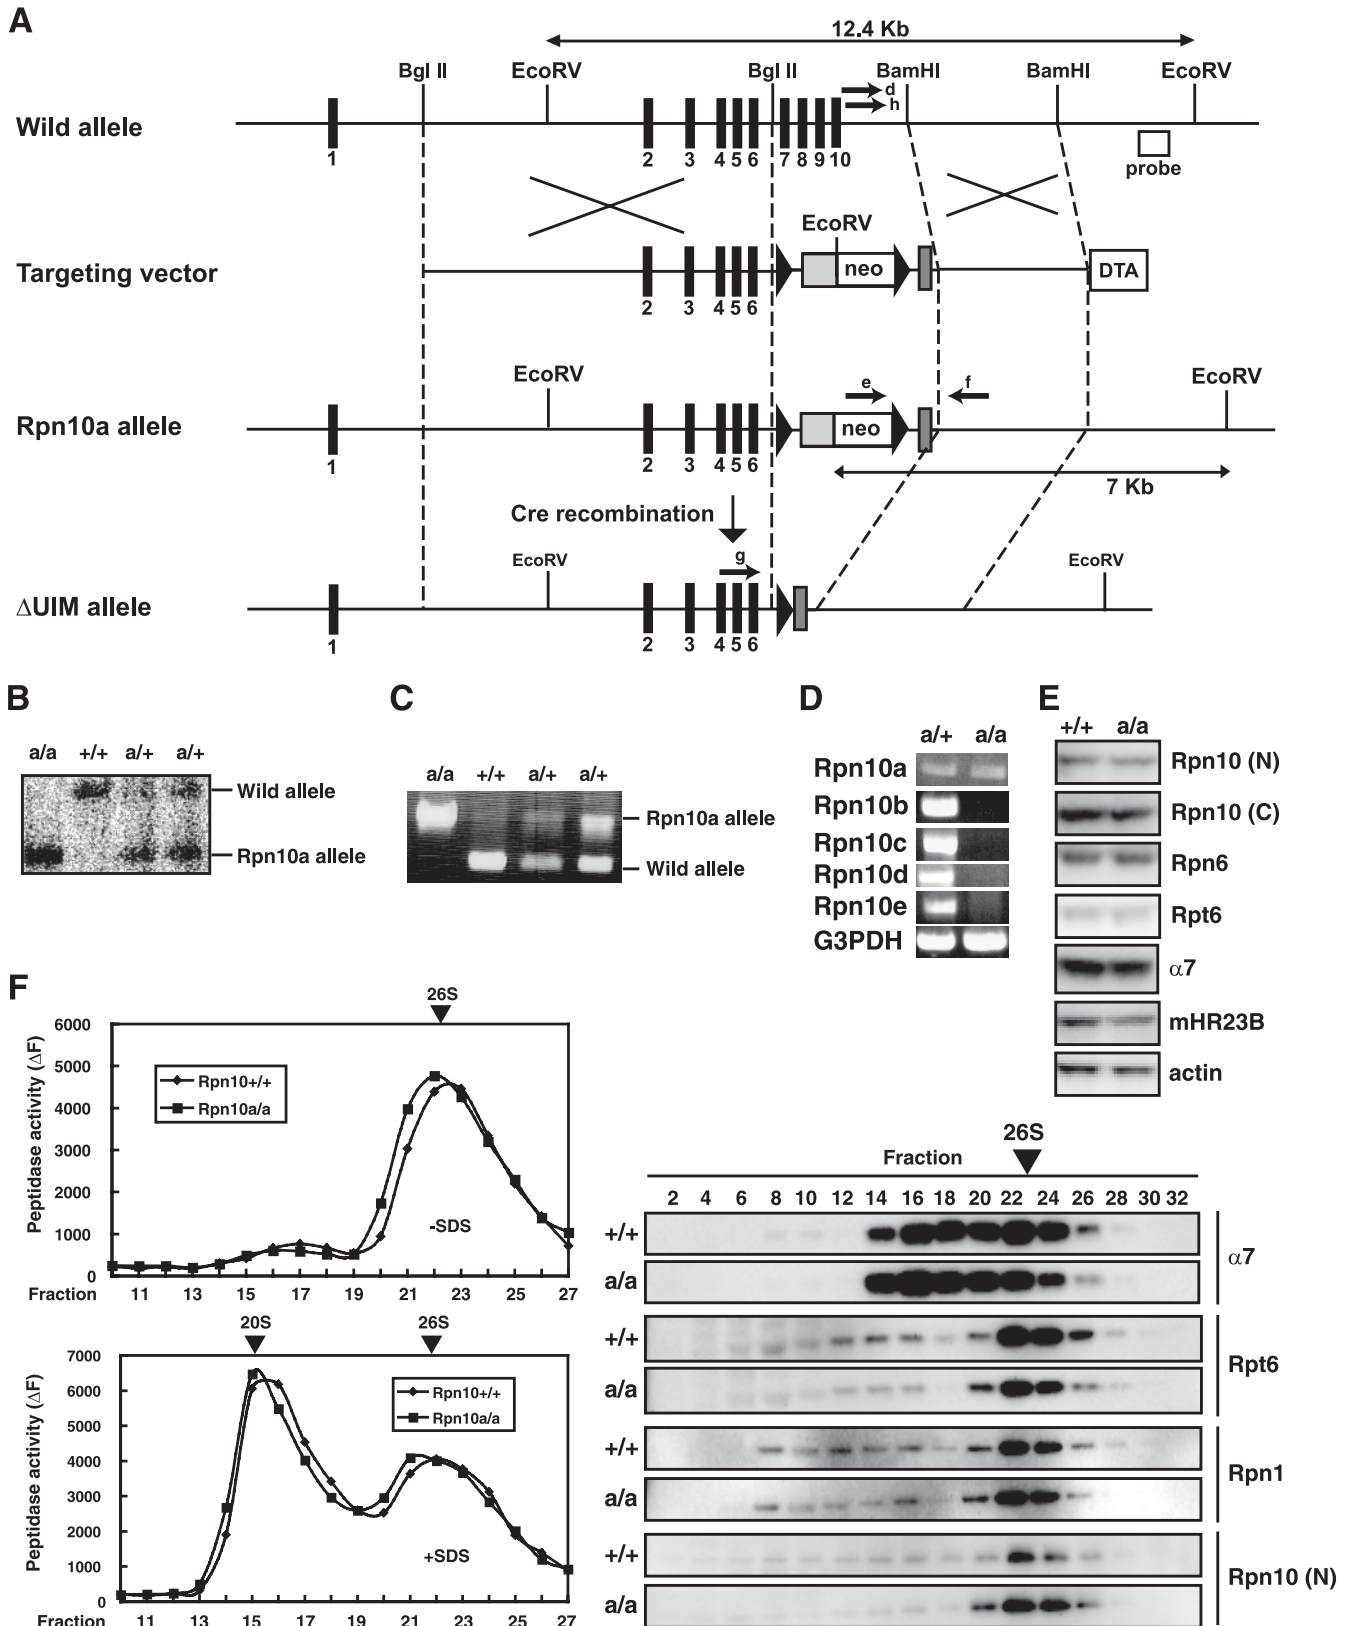 A
12.4 Kb
Bgl II EcoRV Bgl II BamHI BamHI EcoRV
d
h
Wild allele
1 2 3 4 5 6 7 8 9 10
probe
EcoRV
Targeting vector
neo
DTA
2 3 4 5 6
EcoRV
EcoRV
e f
Rpn10a allele
neo
1 2 3 4 5 6
7 Kb
Cre recombination
g
EcoRV EcoRV
ΔUIM allele
1 2 3 4 5 6
B
a/a +/+ a/+ a/+
Wild allele
Rpn10a allele
C
a/a +/+ a/+ a/+
Rpn10a allele
Wild allele
D
a/+ a/a
Rpn10a
Rpn10b
Rpn10c
Rpn10d
Rpn10e
G3PDH
E
+/+ a/a
Rpn10 (N)
Rpn10 (C)
Rpn6
Rpt6
α7
mHR23B
actin
F
26S
Peptidase activity (ΔF)
6000
5000
4000
3000
2000
1000
0
Rpn10+/+
Rpn10a/a
-SDS
Fraction 11 13 15 17 19 21 23 25 27
20S 26S
Peptidase activity (ΔF)
7000
6000
5000
4000
3000
2000
1000
0
Rpn10+/+
Rpn10a/a
+SDS
Fraction 11 13 15 17 19 21 23 25 27
26S
Fraction
2 4 6 8 10 12 14 16 18 20 22 24 26 28 30 32
+/+
a/a
α7
+/+
a/a
Rpt6
+/+
a/a
Rpn1
+/+
a/a
Rpn10 (N)